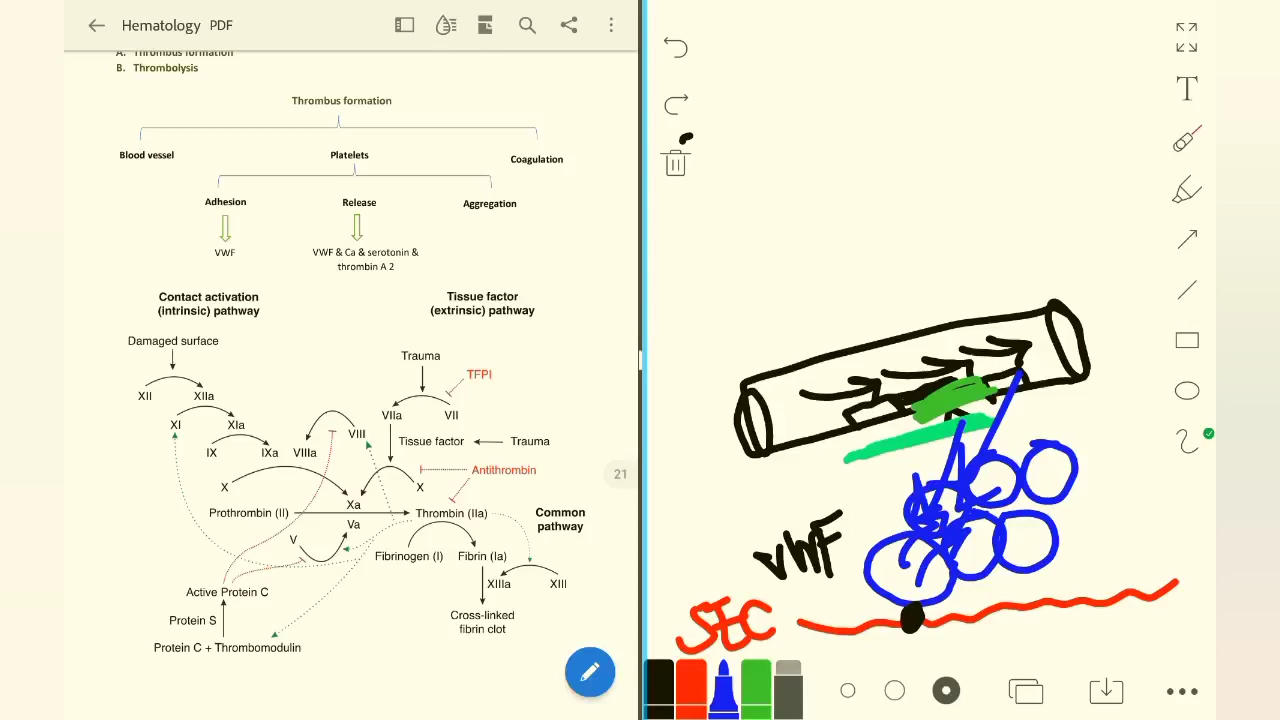 Hematology PDF
A. Thrombus formation
B. Thrombolysis
Thrombus formation
Blood vessel Platelets Coagulation
Adhesion Release Aggregation
VWF VWF & Ca & serotonin &
thrombin A 2
Contact activation
(intrinsic) pathway
Tissue factor
(extrinsic) pathway
Damaged surface
Trauma
TFPI
XII XIIa
VIIa VII
XI XIa
VIII
Tissue factor Trauma
IX IXa VIIIa
Antithrombin
21
X X
Xa
Prothrombin (II) Thrombin (IIa)
Common
pathway
Va
V
Fibrinogen (I) Fibrin (Ia)
XIIIa XIII
Active Protein C
Cross-linked
fibrin clot
Protein S
Protein C + Thrombomodulin
T
VWF
SEC